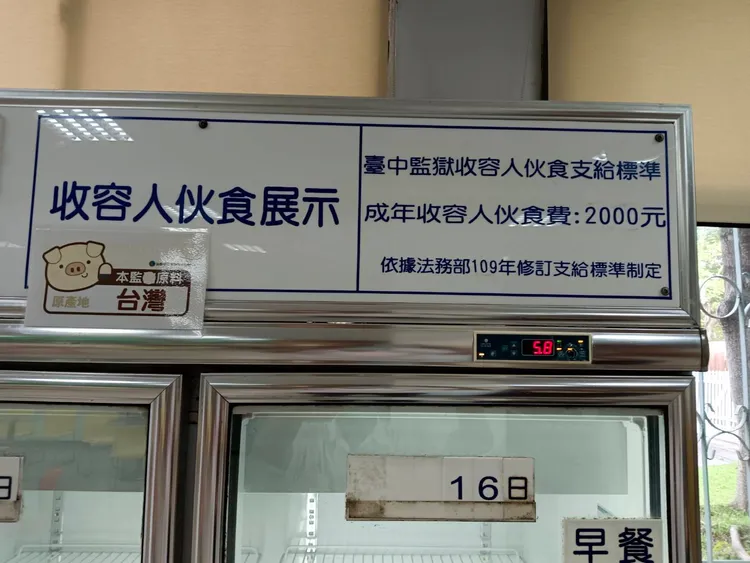 收容人伙食展示
臺中監獄收容人伙食支給標準
成年收容人伙食費:2000元
依據法務部109年修訂支給標準制定
本監 原料
原產地
台灣
5.8
日
16日
早餐